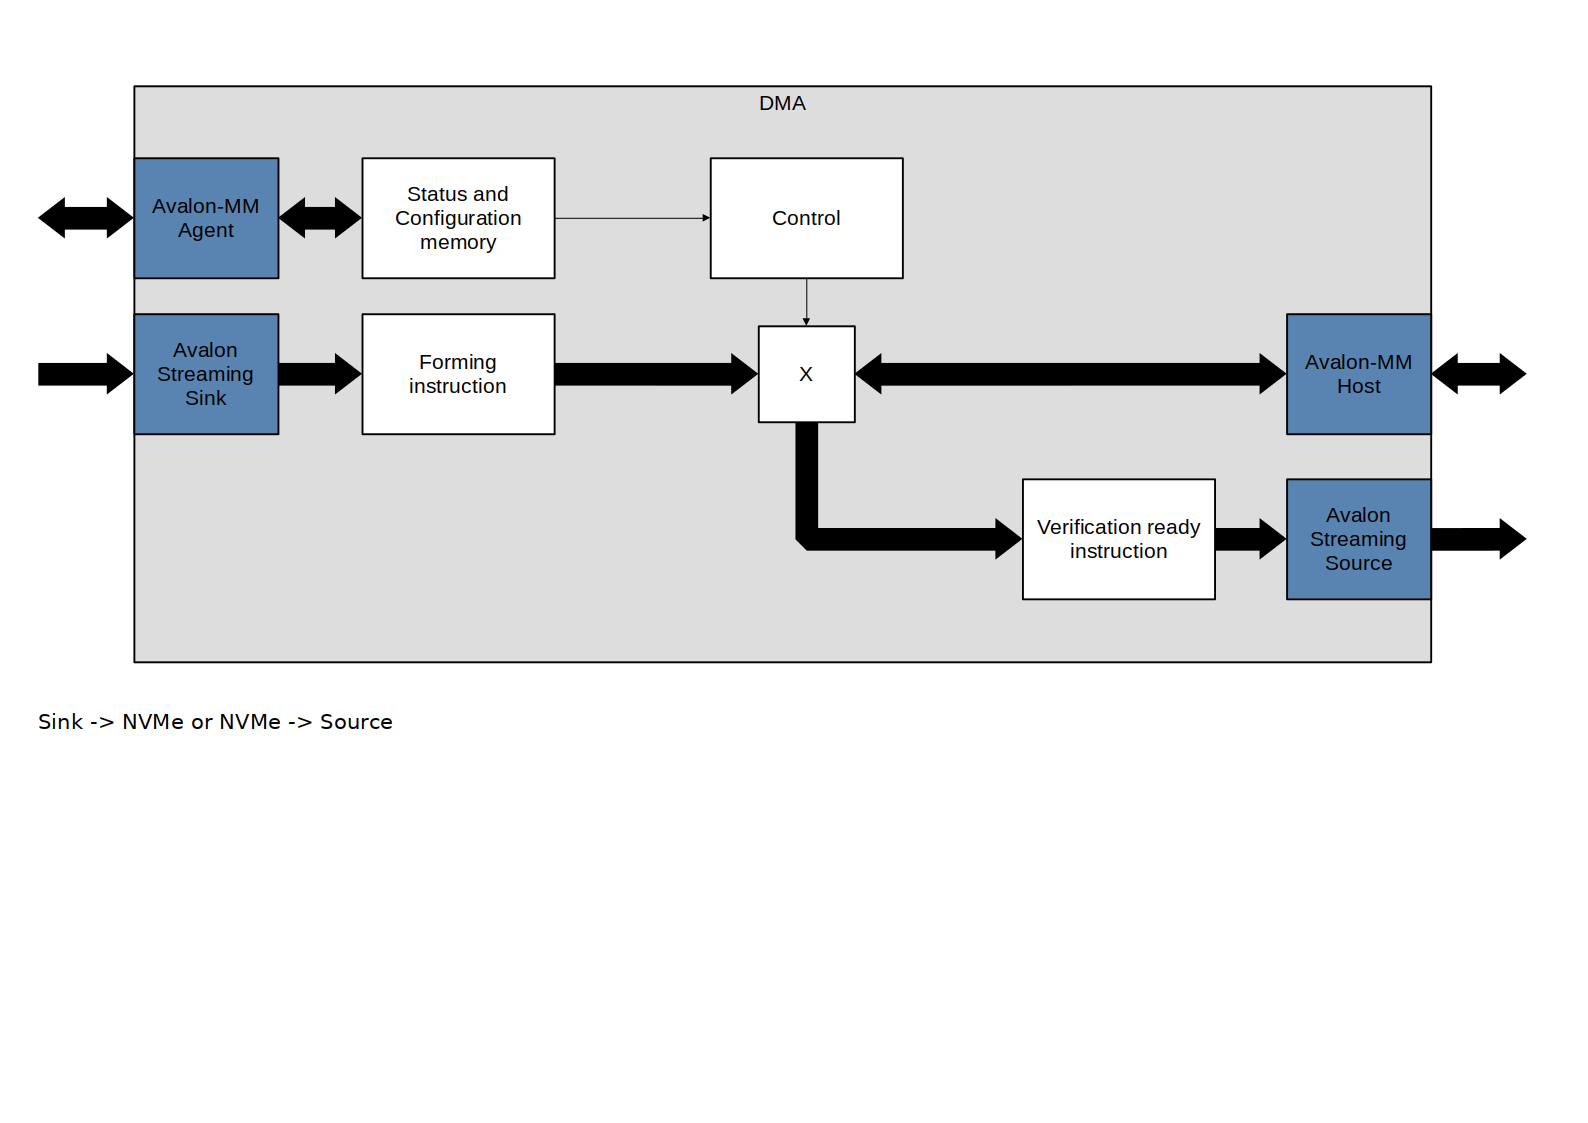 DMA
Avalon-MM
Agent
Status and
Configuration
memory
Control
Avalon
Streaming
Sink
Forming
instruction
X
Avalon-MM
Host
Verification ready
instruction
Avalon
Streaming
Source
Sink -> NVMe or NVMe -> Source